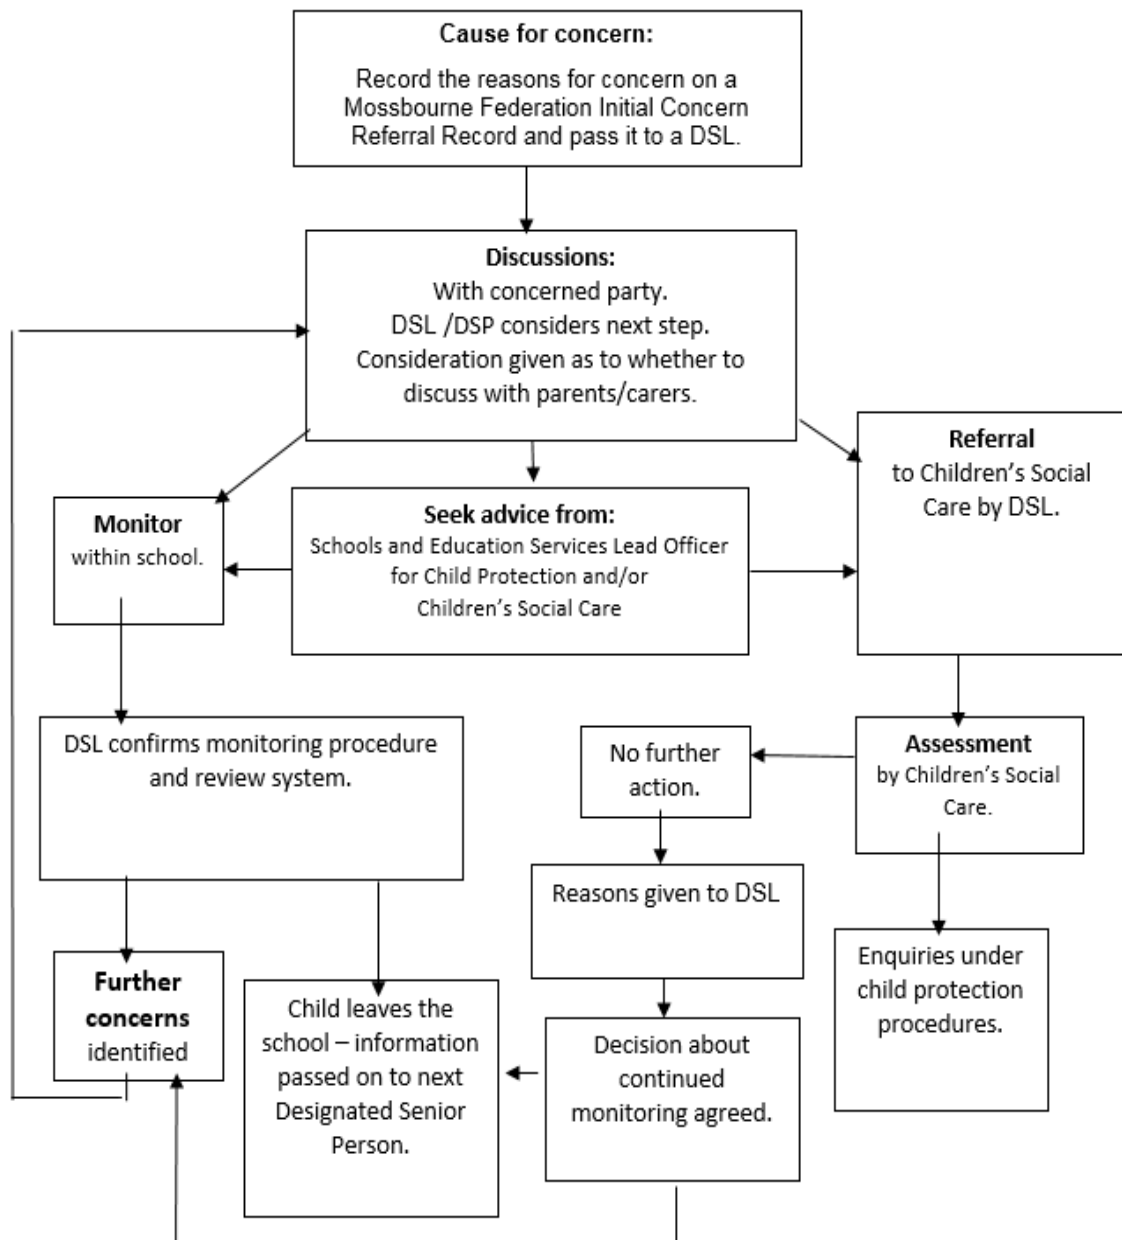 Cause for concern:
Record the reasons for concern on a
Mossbourne Federation Initial Concern
Referral Record and pass it to a DSL.
Discussions:
With concerned party.
DSL /DSP considers next step.
Consideration given as to whether to
discuss with parents/carers.
Referral
to Children's Social
Care by DSL.
Monitor
within school.
Seek advice from:
Schools and Education Services Lead Officer
for Child Protection and/or
Children's Social Care
DSL confirms monitoring procedure
and review system.
No further
action.
Assessment
by Children's Social
Care.
Reasons given to DSL
Further
concerns
identified
Child leaves the
school – information
passed on to next
Designated Senior
Person.
Decision about
continued
monitoring agreed.
Enquiries under
child protection
procedures.